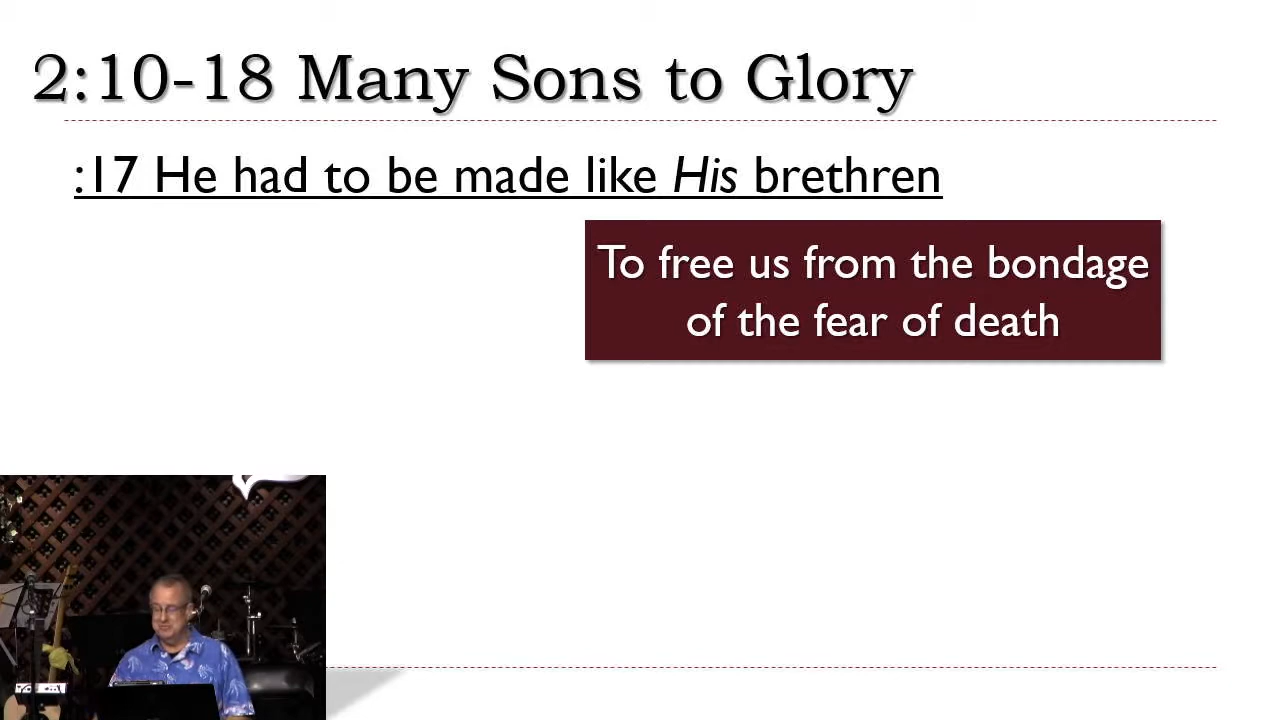 2:10-18 Many Sons to Glory
:17 He had to be made like His brethren
To free us from the bondage
of the fear of death